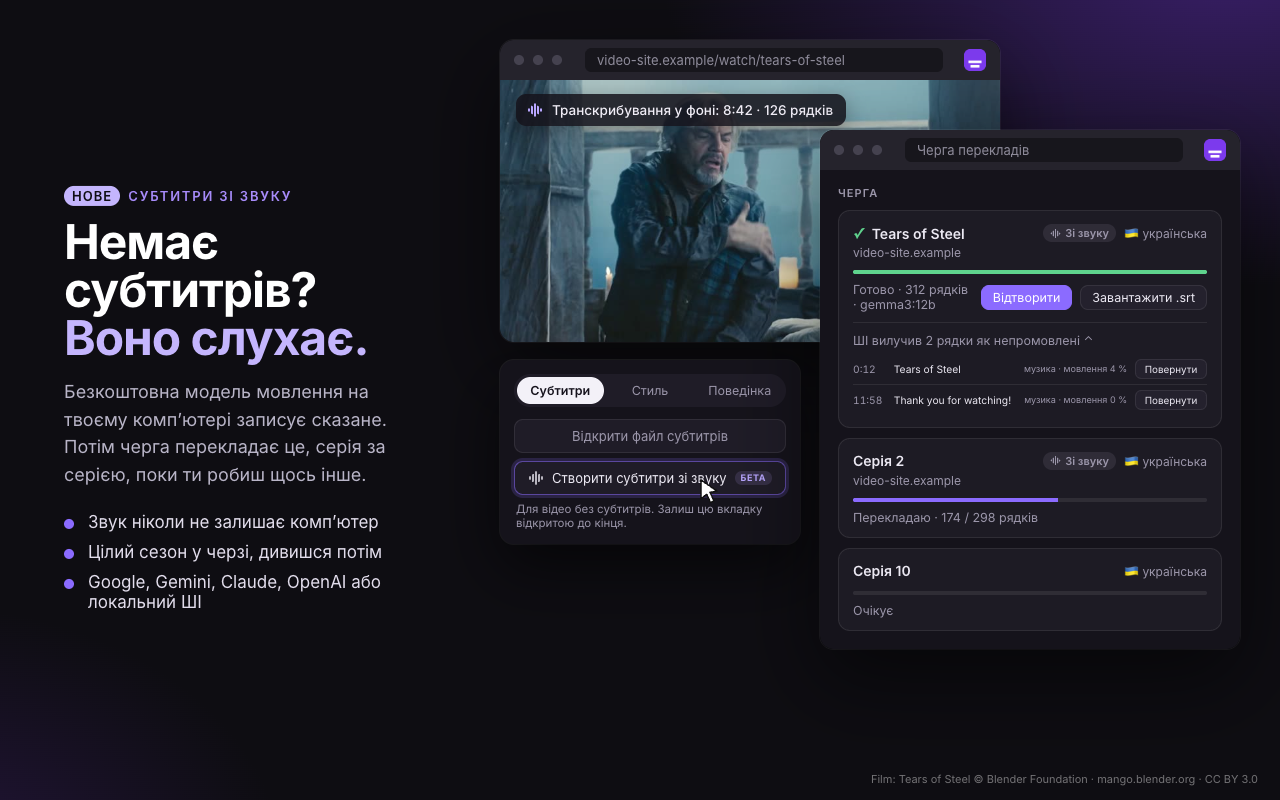 НОВЕ СУБТИТРИ ЗІ ЗВУКУ
Немає
субтитрів?
Воно слухає.
Безкоштовна модель мовлення на
твоєму комп’ютері записує сказане.
Потім черга перекладає це, серія за
серією, поки ти робиш щось інше.
Звук ніколи не залишає комп’ютер
Цілий сезон у черзі, дивишся потім
Google, Gemini, Claude, OpenAI або
локальний ШІ
video-site.example/watch/tears-of-steel
Транскрибування у фоні: 8:42 · 126 рядків
Субтитри Стиль Поведінка
Відкрити файл субтитрів
Створити субтитри зі звуку БЕТА
Для відео без субтитрів. Залиш цю вкладку
відкритою до кінця.
Черга перекладів
ЧЕРГА
✓ Tears of Steel Зі звуку 🇺🇦 українська
video-site.example
Готово · 312 рядків
· gemma3:12b
Відтворити Завантажити .srt
ШІ вилучив 2 рядки як непромовлені
0:12 Tears of Steel музика · мовлення 4 % Повернути
11:58 Thank you for watching! музика · мовлення 0 % Повернути
Серія 2 Зі звуку 🇺🇦 українська
video-site.example
Перекладаю · 174 / 298 рядків
Серія 10 🇺🇦 українська
Очікує
Film: Tears of Steel © Blender Foundation · mango.blender.org · CC BY 3.0